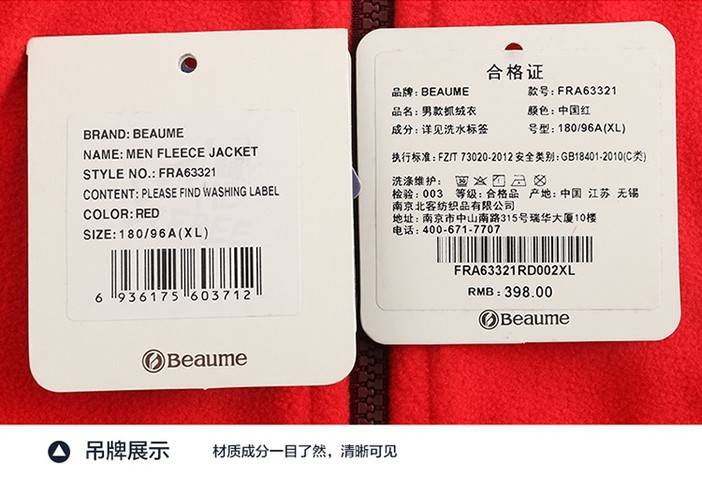 BRAND: BEAUME
NAME: MEN FLEECE JACKET
STYLE NO.: FRA63321
CONTENT: PLEASE FIND WASHING LABEL
COLOR: RED
SIZE: 180/96A(XL)
6 936175 603712
Beaume
合格证
品牌: BEAUME 款号: FRA63321
品名: 男款抓绒衣 颜色: 中国红
成分: 详见洗水标签 号型: 180/96A(XL)
执行标准: FZ/T 73020-2012 安全类别: GB18401-2010(C类)
洗涤维护:
检验: 003 等级: 合格品 产地: 中国 江苏 无锡
南京北客纺织品有限公司
地址: 南京市中山南路315号瑞华大厦10楼
电话: 400-671-7707
FRA63321RD002XL
RMB: 398.00
Beaume
吊牌展示 材质成分一目了然，清晰可见